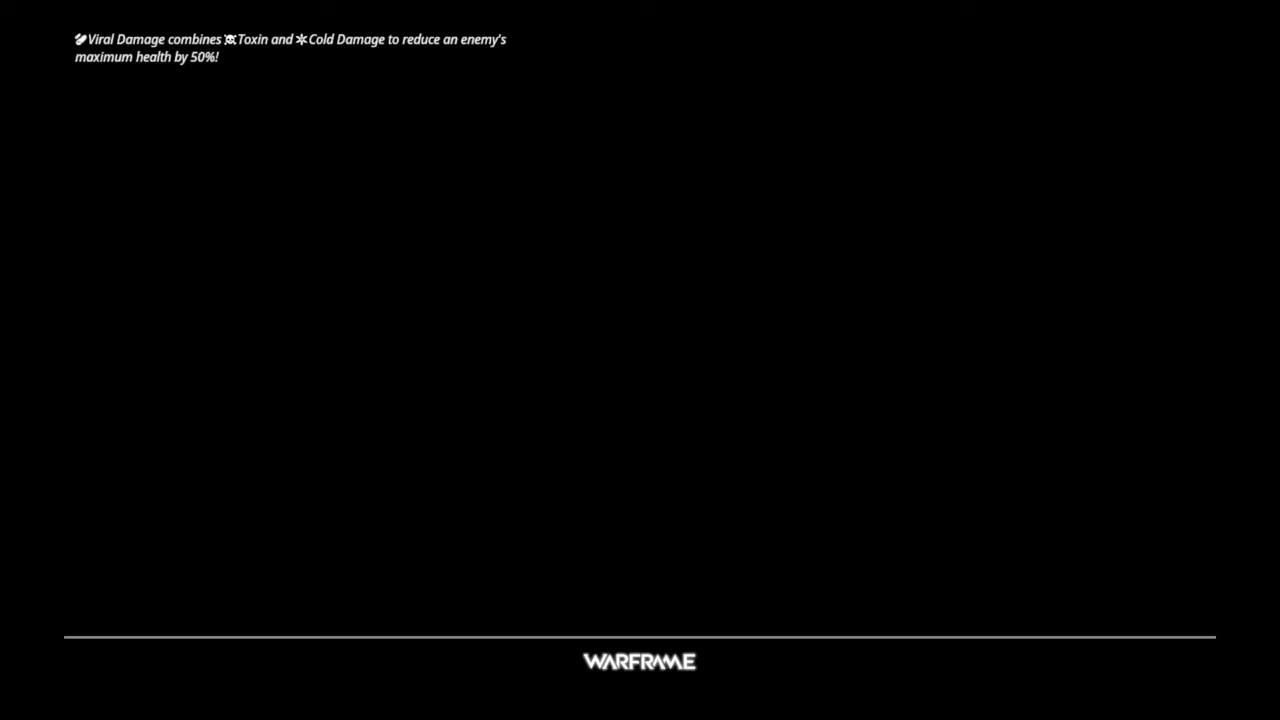 Viral Damage combines Toxin and Cold Damage to reduce an enemy's
maximum health by 50%!
WARFRAME